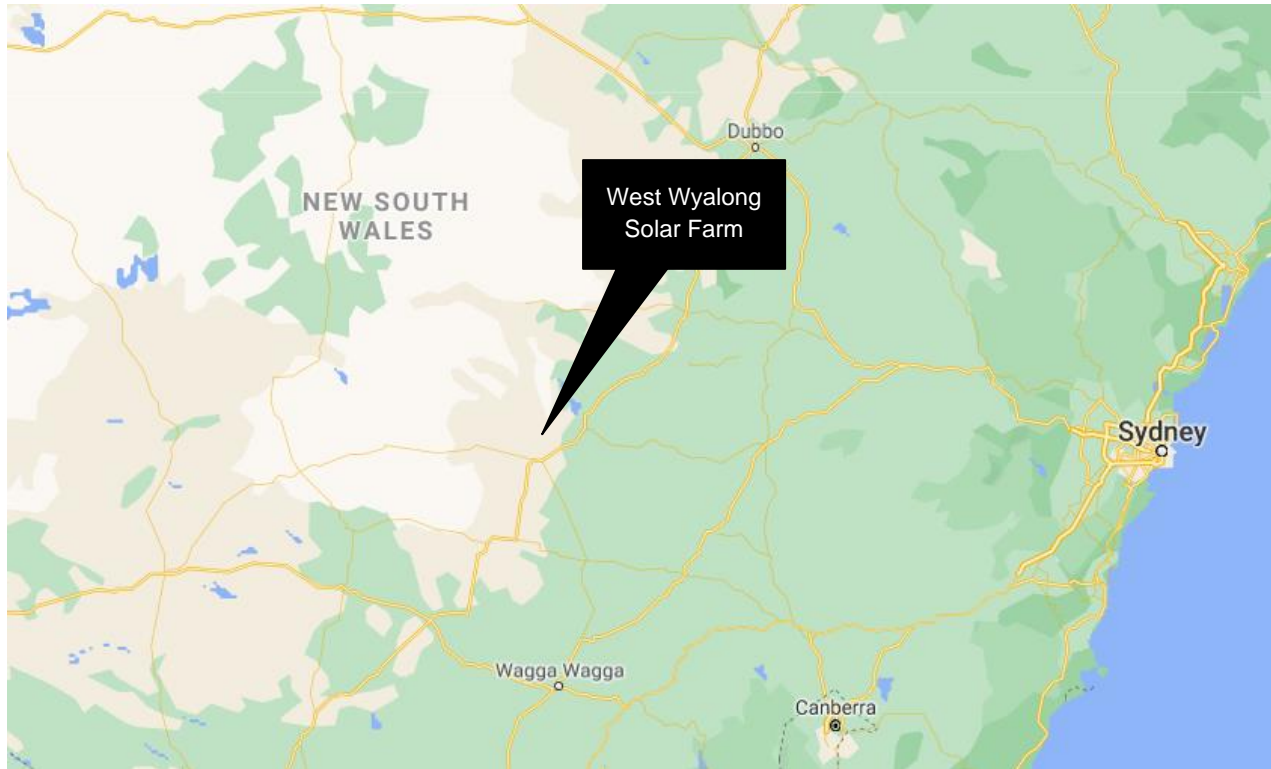 Dubbo
West Wyalong
Solar Farm
NEW SOUTH
WALES
Sydney
Wagga Wagga
Canberra